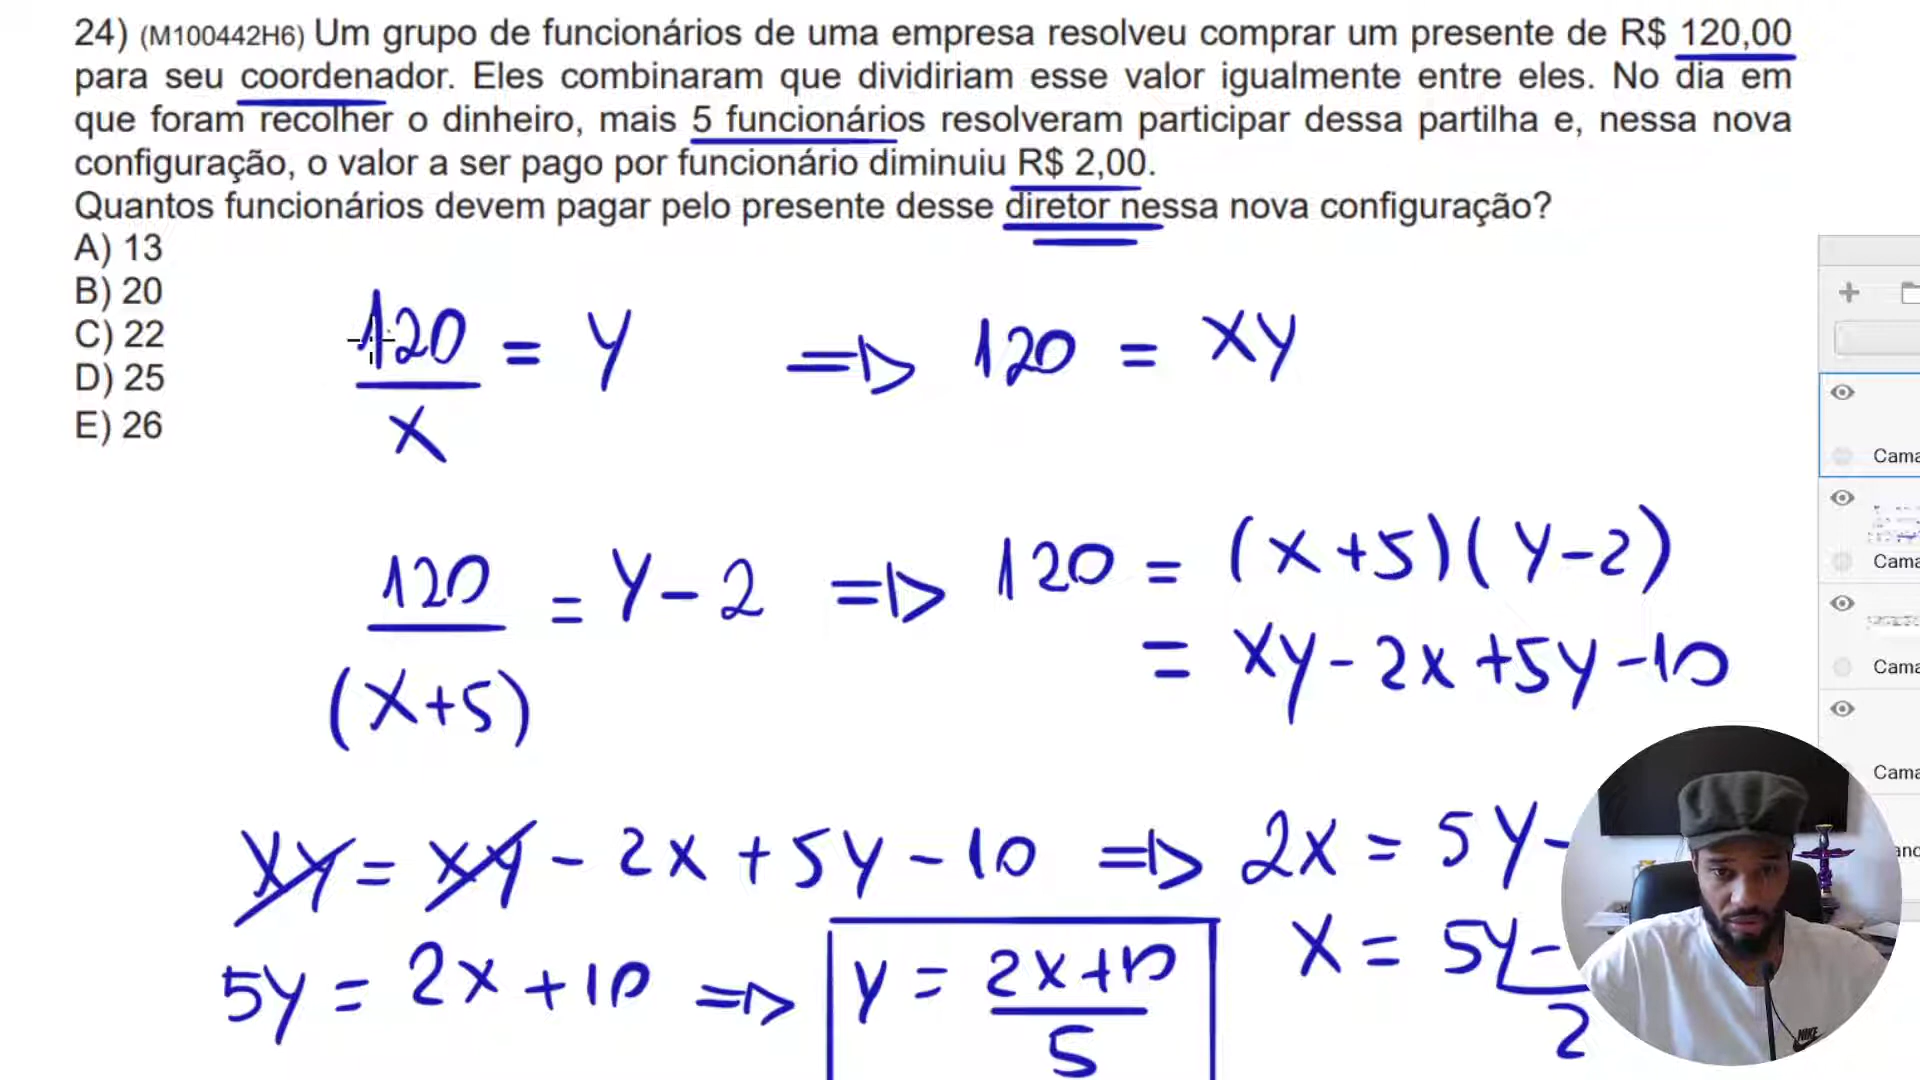 24) (M100442H6) Um grupo de funcionários de uma empresa resolveu comprar um presente de R$ 120,00
para seu coordenador. Eles combinaram que dividiriam esse valor igualmente entre eles. No dia em
que foram recolher o dinheiro, mais 5 funcionários resolveram participar dessa partilha e, nessa nova
configuração, o valor a ser pago por funcionário diminuiu R$ 2,00.
Quantos funcionários devem pagar pelo presente desse diretor nessa nova configuração?
A) 13
B) 20
C) 22
D) 25
E) 26
120/x = y => 120 = xy
120/(x+5) = y - 2 => 120 = (x+5)(y-2)
= xy - 2x + 5y - 10
xy = xy - 2x + 5y - 10 => 2x = 5y -
5y = 2x + 10 => y = 2x+10/5
x = 5y -/2
Cama
Cama
Cama
Cama
NIKE